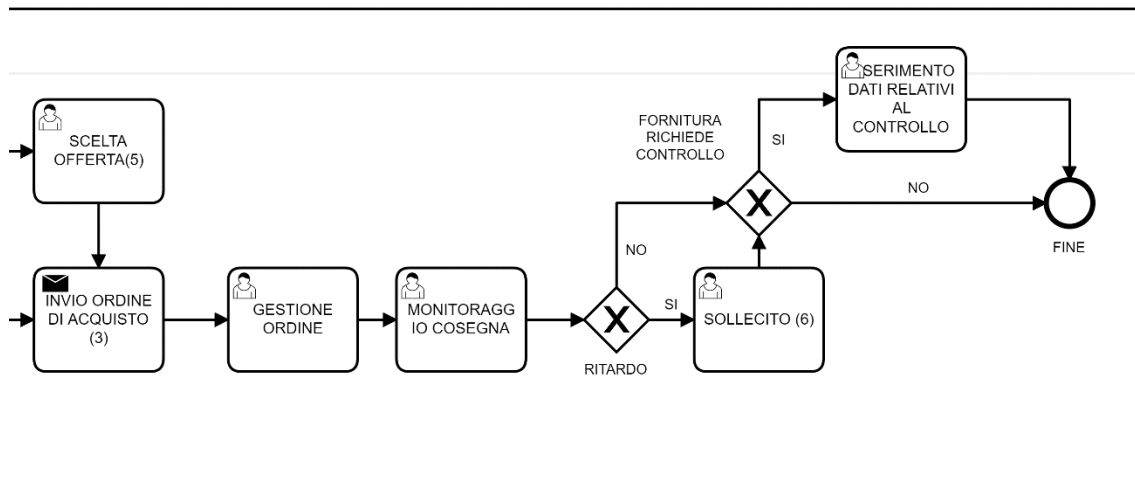 SCELTA
OFFERTA(5)
INVIO ORDINE
DI ACQUISTO
(3)
GESTIONE
ORDINE
MONITORAGG
IO COSEGNA
NO
SI
RITARDO
SOLLECITO (6)
FORNITURA
RICHIEDE
CONTROLLO
SI
SERIMENTO
DATI RELATIVI
AL
CONTROLLO
NO
FINE